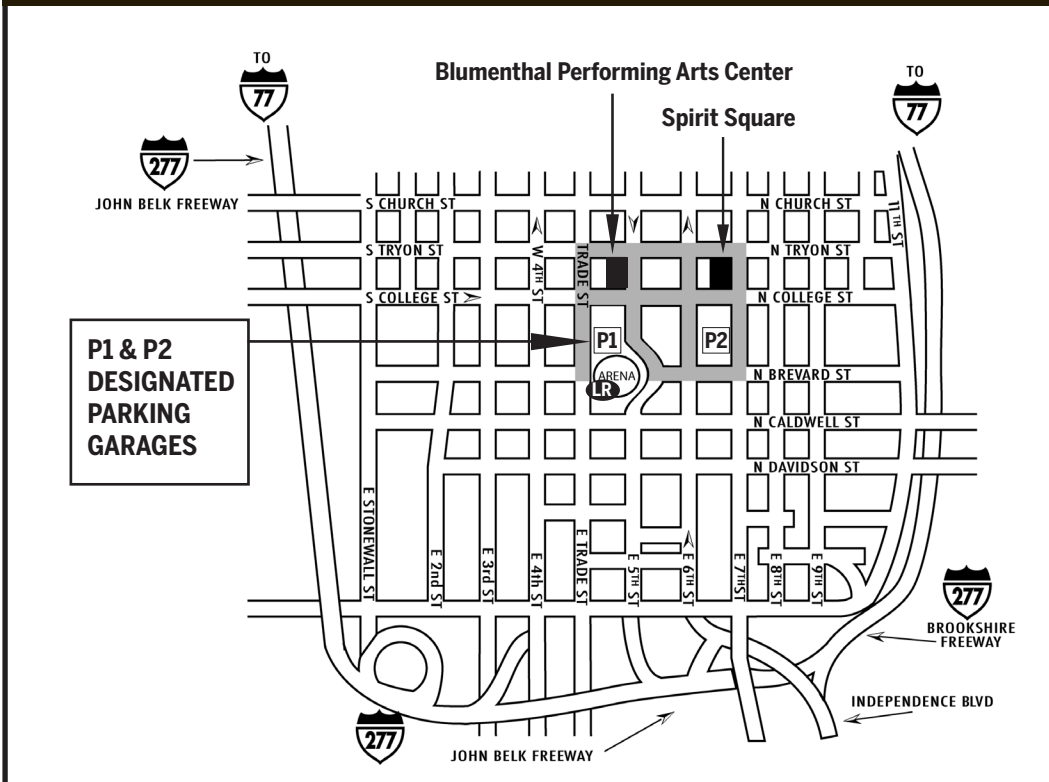 TO
77
Blumenthal Performing Arts Center
TO
77
Spirit Square
277
JOHN BELK FREEWAY
S CHURCH ST
N CHURCH ST
11TH ST
S TRYON ST
W 4TH ST
TRADE ST
N TRYON ST
S COLLEGE ST
N COLLEGE ST
P1 & P2
DESIGNATED
PARKING
GARAGES
P1
P2
ARENA
LR
N BREVARD ST
N CALDWELL ST
N DAVIDSON ST
E STONEWALL ST
E 2nd ST
E 3rd ST
E 4th ST
E TRADE ST
E 5TH ST
E 6TH ST
E 7TH ST
E 8TH ST
E 9TH ST
277
BROOKSHIRE
FREEWAY
INDEPENDENCE BLVD
277
JOHN BELK FREEWAY